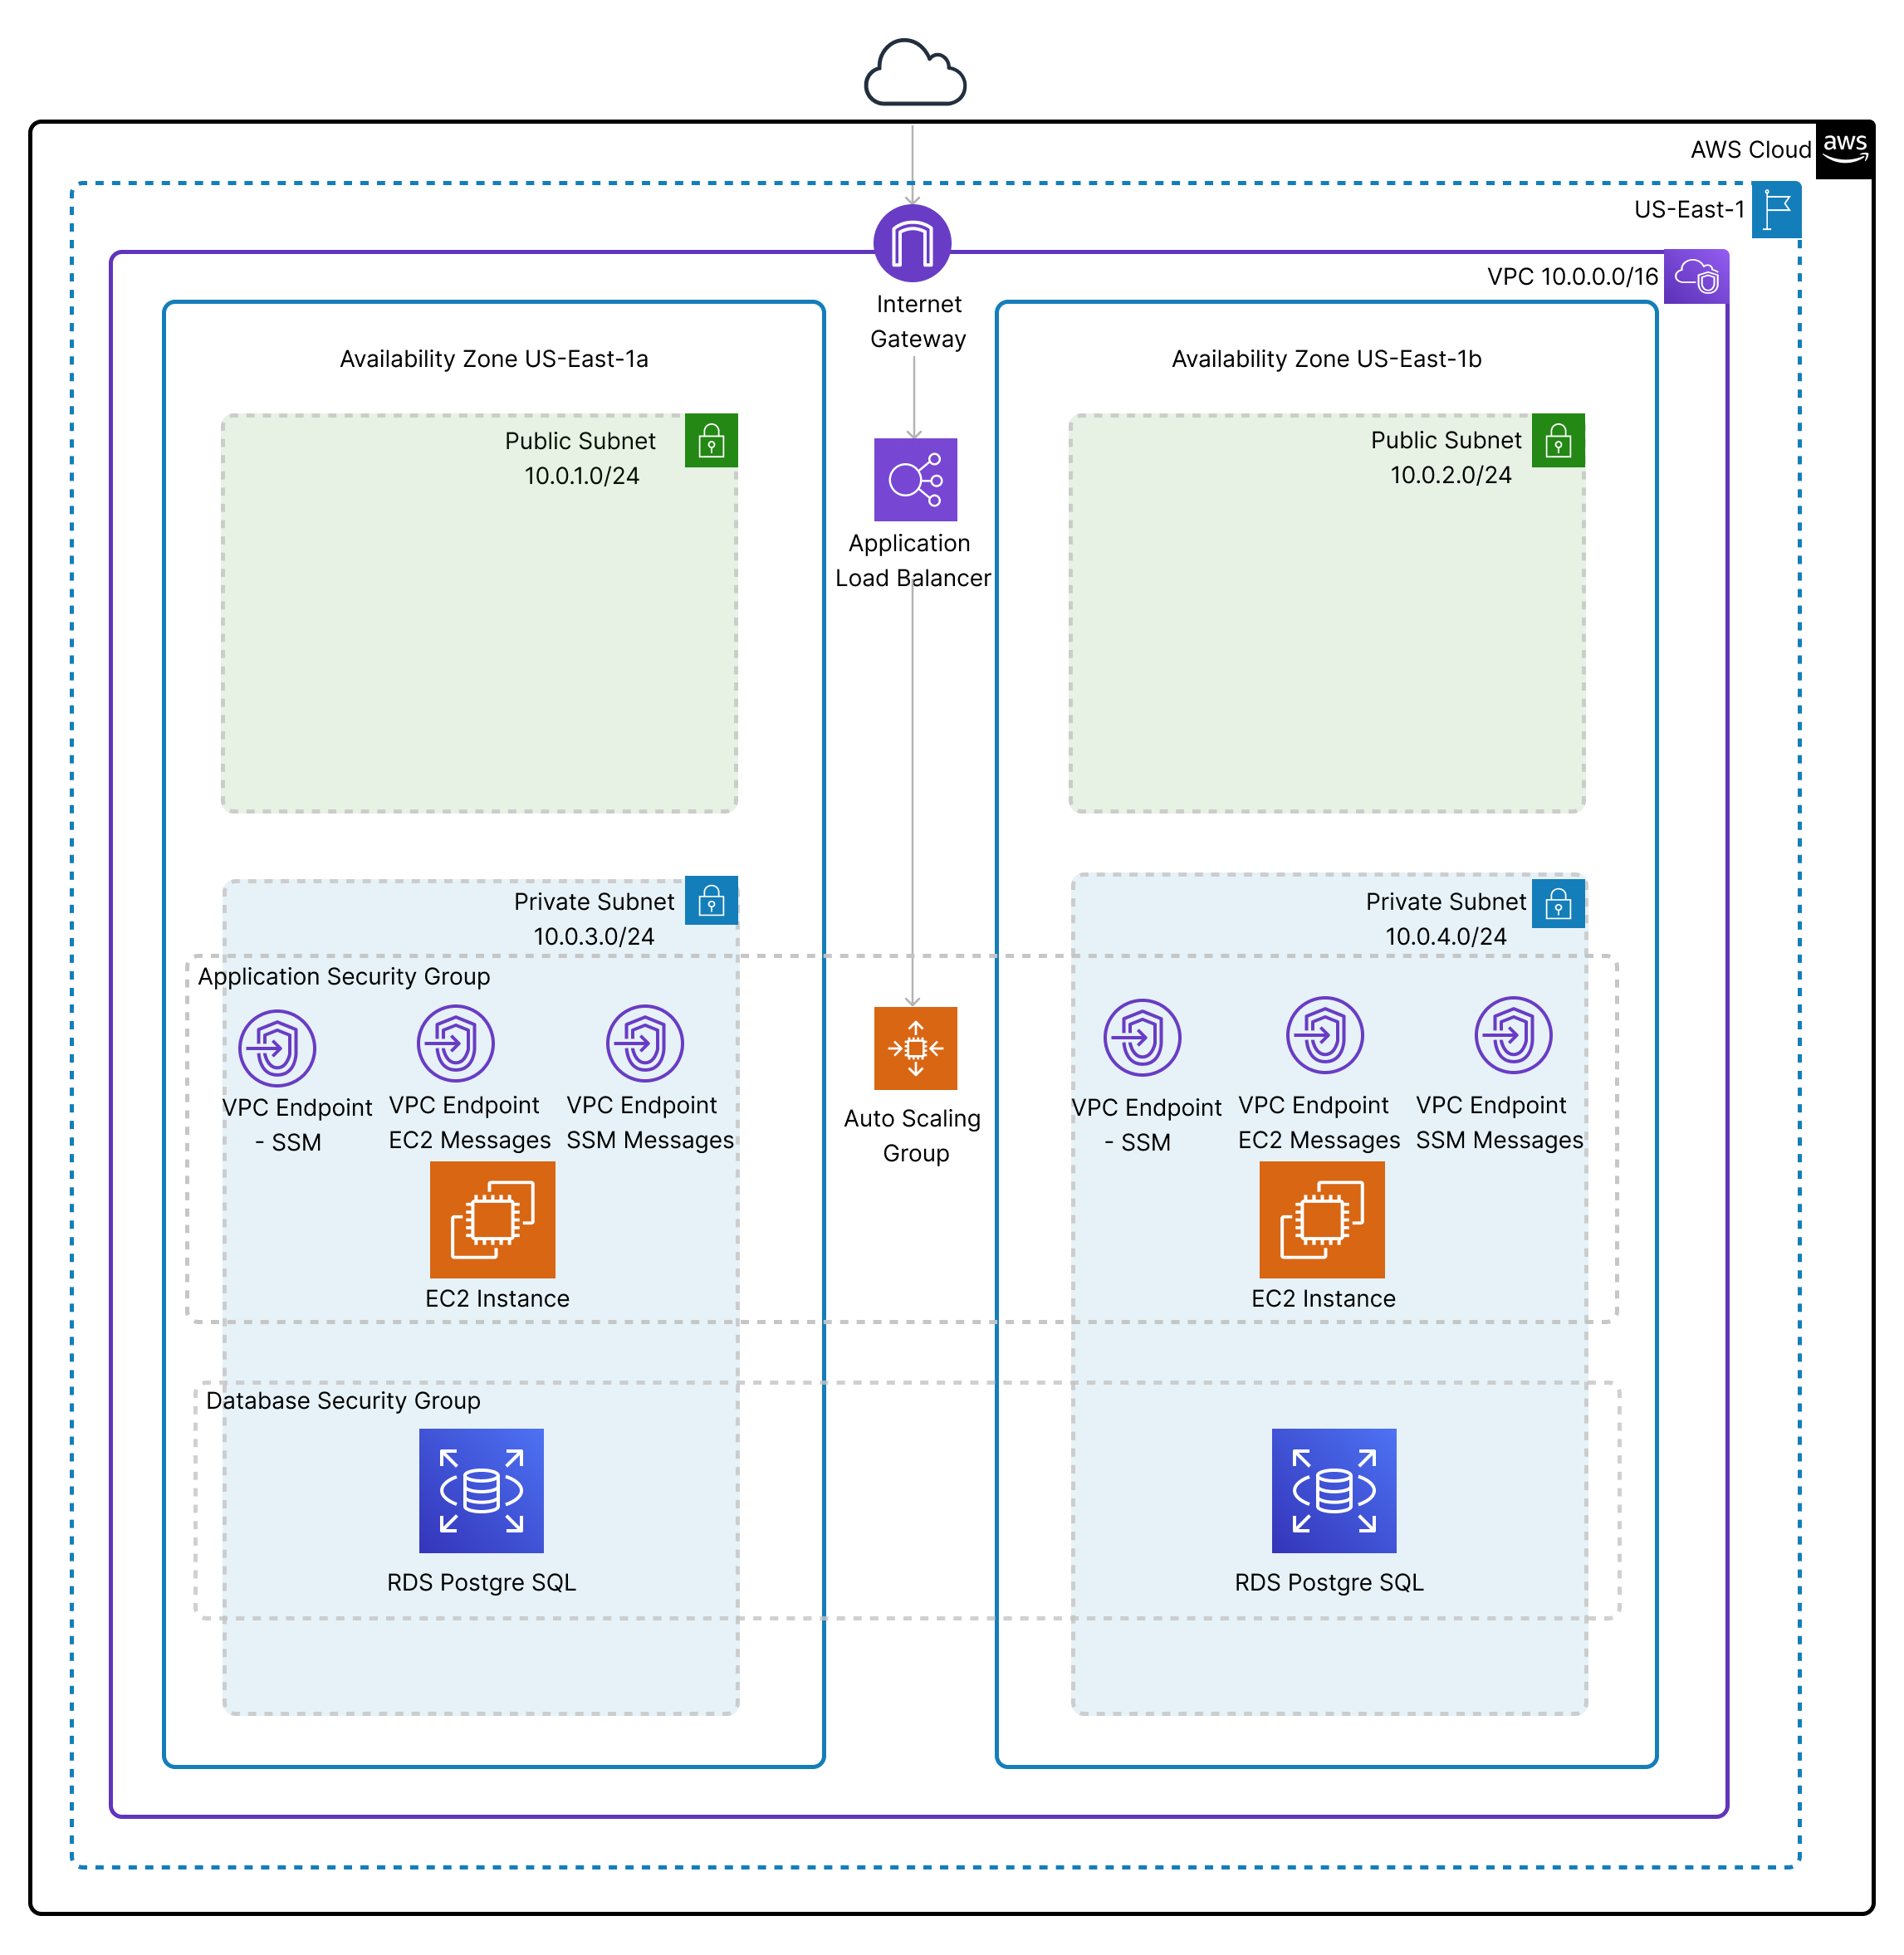 AWS Cloud
aws
US-East-1
VPC 10.0.0.0/16
Internet
Gateway
Availability Zone US-East-1a
Availability Zone US-East-1b
Public Subnet
10.0.1.0/24
Public Subnet
10.0.2.0/24
Application
Load Balancer
Private Subnet
10.0.3.0/24
Private Subnet
10.0.4.0/24
Application Security Group
VPC Endpoint
- SSM
VPC Endpoint
EC2 Messages
VPC Endpoint
SSM Messages
Auto Scaling
Group
VPC Endpoint
- SSM
VPC Endpoint
EC2 Messages
VPC Endpoint
SSM Messages
EC2 Instance
EC2 Instance
Database Security Group
RDS Postgre SQL
RDS Postgre SQL